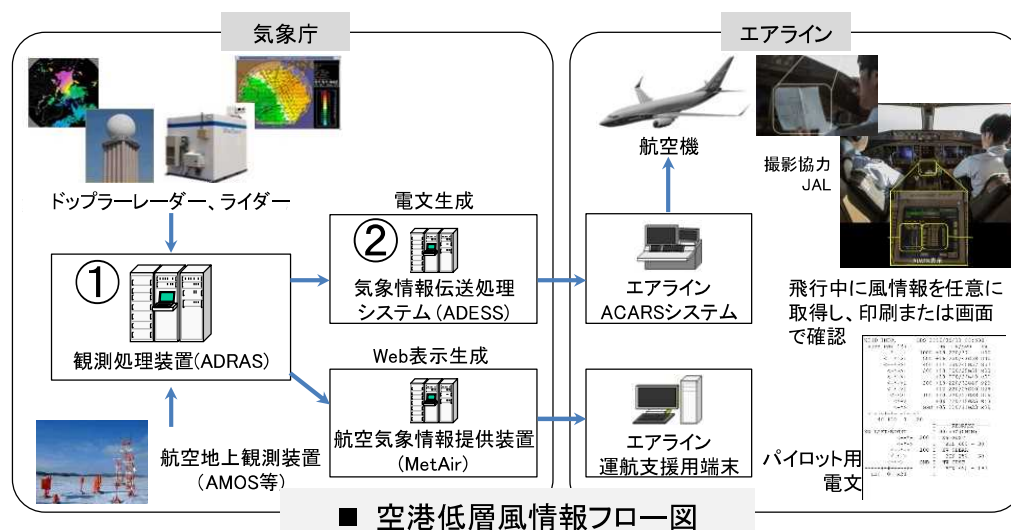 気象庁
エアライン
ドップラーレーダー、ライダー
航空機
撮影協力
JAL
電文生成
①
観測処理装置(ADRAS)
②
気象情報伝送処理
システム(ADESS)
エアライン
ACARSシステム
飛行中に風情報を任意に
取得し、印刷または画面
で確認
Web表示生成
航空気象情報提供装置
(MetAir)
エアライン
運航支援用端末
航空地上観測装置
(AMOS等)
パイロット用
電文
■ 空港低層風情報フロー図